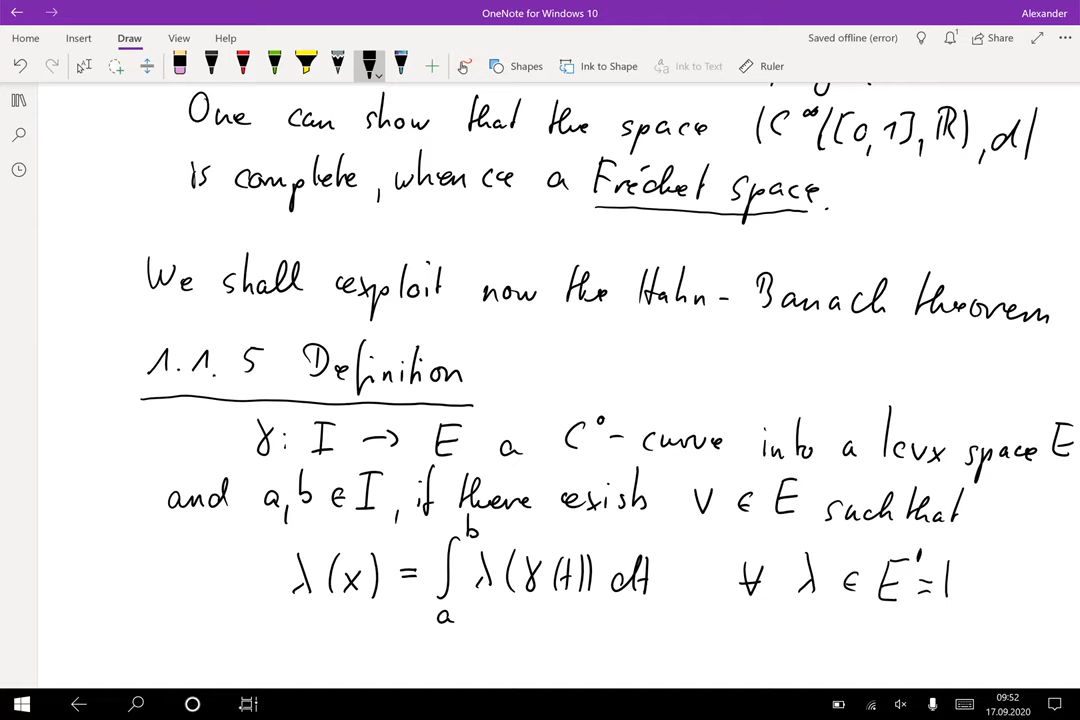 OneNote for Windows 10
Alexander
Home Insert Draw View Help
Saved offline (error)
Share
Shapes Ink to Shape Ink to Text Ruler
One can show that the space (C^∞([0,1],ℝ),d)
is complete, whence a Fréchet space.
We shall exploit now the Hahn-Banach theorem
1.1.5 Definition
γ: I → E a C⁰-curve into a lcvx space E
and a,b ∈ I, if there exists v ∈ E such that
λ(x) = ∫_a^b λ(γ(t)) dt ∀ λ ∈ E' = l
09:52
17.09.2020